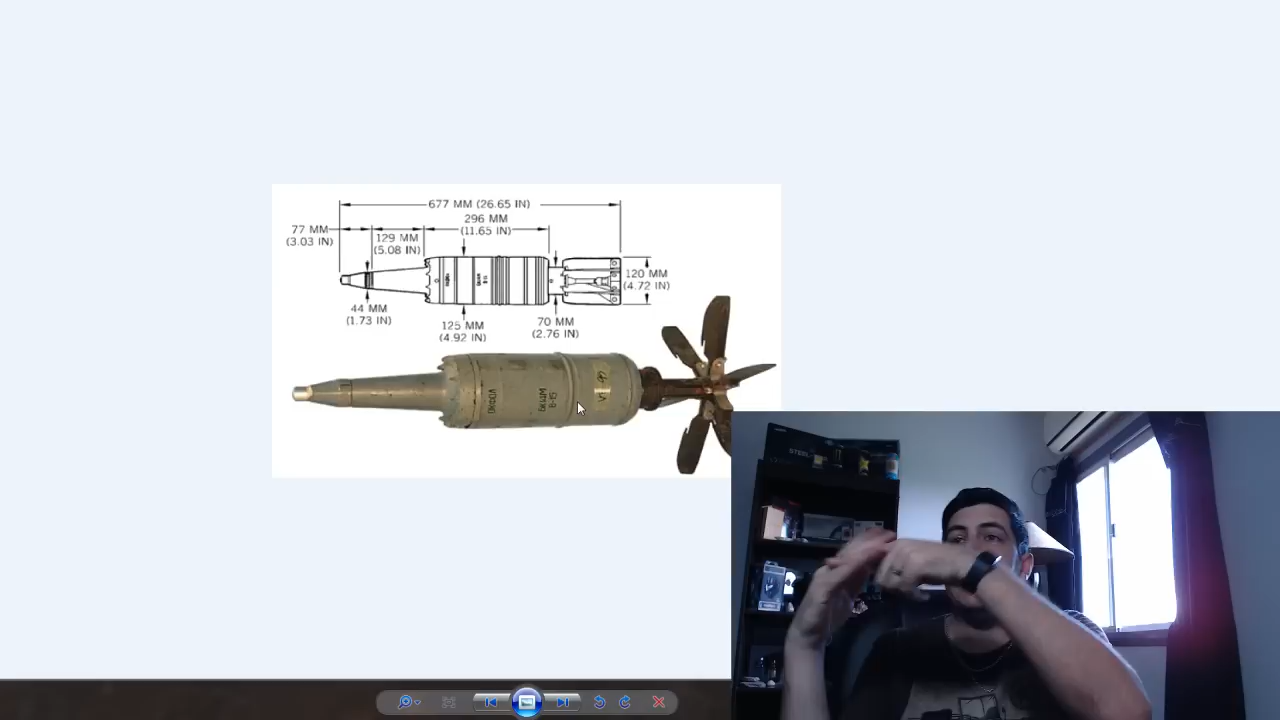 677 MM (26.65 IN)
296 MM
(11.65 IN)
77 MM
(3.03 IN)
129 MM
(5.08 IN)
120 MM
(4.72 IN)
44 MM
(1.73 IN)
125 MM
(4.92 IN)
70 MM
(2.76 IN)
STEEL